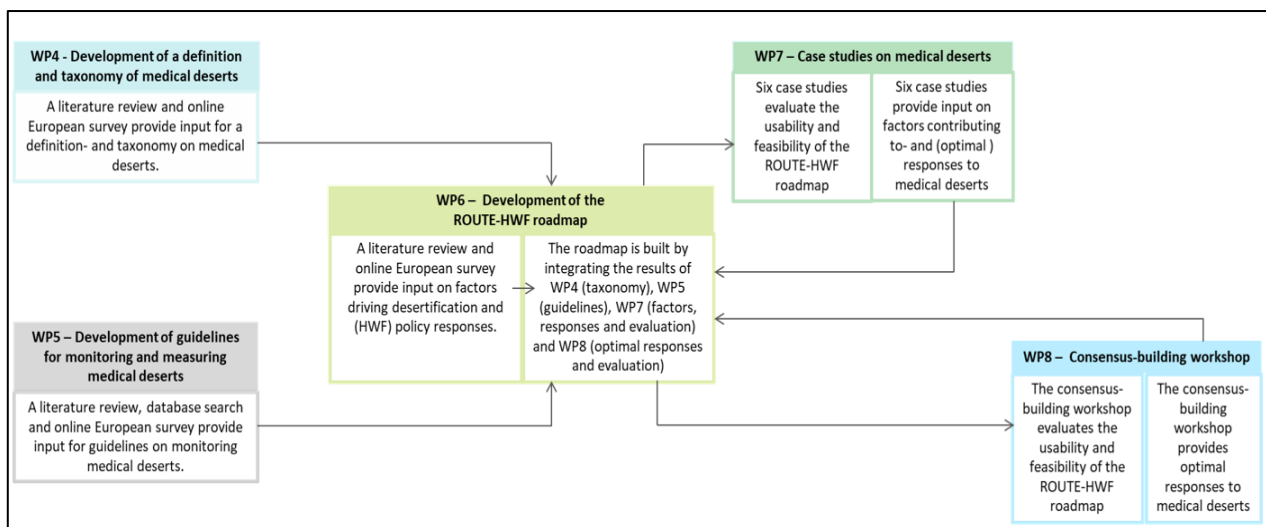 WP4 - Development of a definition
and taxonomy of medical deserts
A literature review and online
European survey provide input for a
definition- and taxonomy on medical
deserts.
WP5 – Development of guidelines
for monitoring and measuring
medical deserts
A literature review, database search
and online European survey provide
input for guidelines on monitoring
medical deserts.
WP6 – Development of the
ROUTE-HWF roadmap
A literature review and
online European survey
provide input on factors
driving desertification and
(HWF) policy responses.
The roadmap is built by
integrating the results of
WP4 (taxonomy), WP5
(guidelines), WP7 (factors,
responses and evaluation)
and WP8 (optimal responses
and evaluation)
WP7 – Case studies on medical deserts
Six case studies
evaluate the
usability and
feasibility of the
ROUTE-HWF
roadmap
Six case studies
provide input on
factors contributing
to- and (optimal )
responses to
medical deserts
WP8 – Consensus-building workshop
The consensus-
building workshop
evaluates the
usability and
feasibility of the
ROUTE-HWF
roadmap
The consensus-
building
workshop
provides
optimal
responses to
medical deserts